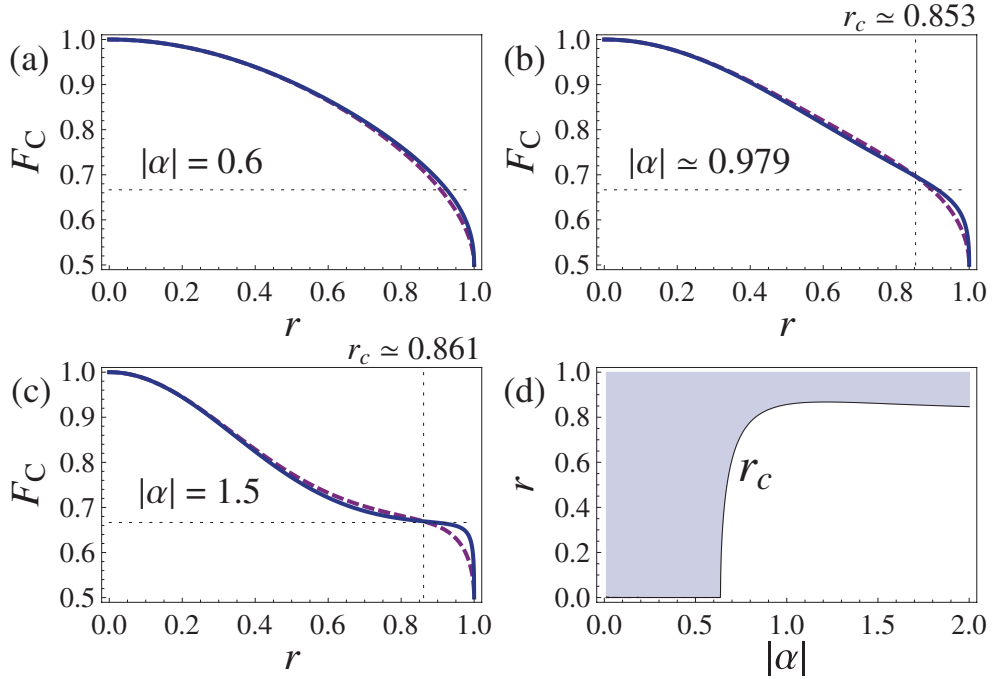 (a)
1.0
0.9
0.8
0.7
0.6
0.5
F_C
|α| = 0.6
0.0 0.2 0.4 0.6 0.8 1.0
r
r_c ≃ 0.853
(b)
1.0
0.9
0.8
0.7
0.6
0.5
F_C
|α| ≃ 0.979
0.0 0.2 0.4 0.6 0.8 1.0
r
r_c ≃ 0.861
(c)
1.0
0.9
0.8
0.7
0.6
0.5
F_C
|α| = 1.5
0.0 0.2 0.4 0.6 0.8 1.0
r
(d)
1.0
0.8
0.6
0.4
0.2
0.0
r
r_c
0.0 0.5 1.0 1.5 2.0
|α|